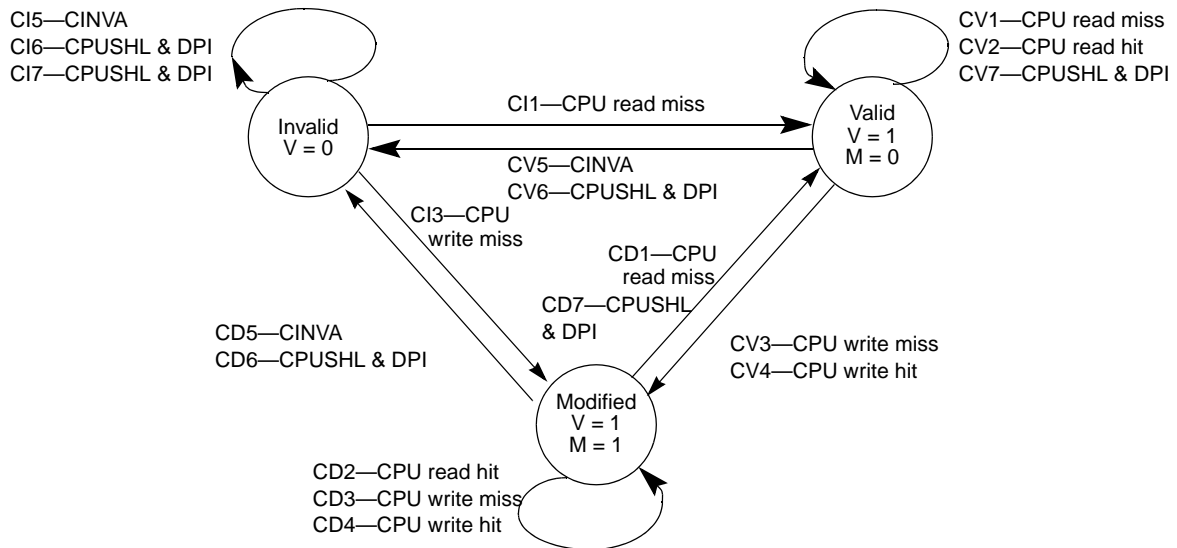 CI5—CINVA
CI6—CPUSHL & DPI
CI7—CPUSHL & DPI
CV1—CPU read miss
CV2—CPU read hit
CV7—CPUSHL & DPI
Invalid
V = 0
CI1—CPU read miss
Valid
V = 1
M = 0
CV5—CINVA
CV6—CPUSHL & DPI
CI3—CPU
write miss
CD1—CPU
read miss
CD7—CPUSHL
& DPI
CD5—CINVA
CD6—CPUSHL & DPI
CV3—CPU write miss
CV4—CPU write hit
Modified
V = 1
M = 1
CD2—CPU read hit
CD3—CPU write miss
CD4—CPU write hit